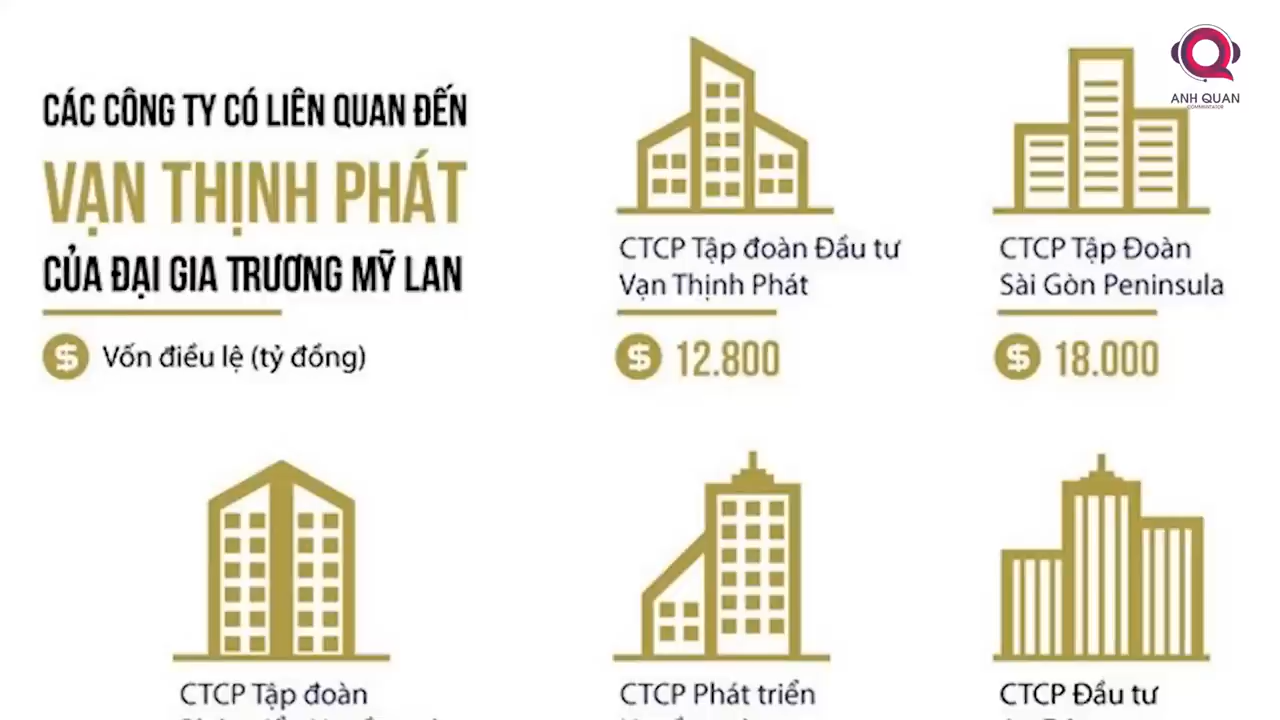 CÁC CÔNG TY CÓ LIÊN QUAN ĐẾN
VẠN THỊNH PHÁT
CỦA ĐẠI GIA TRƯƠNG MỸ LAN
$ Vốn điều lệ (tỷ đồng)
ANH QUAN
CTCP Tập đoàn Đầu tư
Vạn Thịnh Phát
$ 12.800
CTCP Tập Đoàn
Sài Gòn Peninsula
$ 18.000
CTCP Tập đoàn
CTCP Phát triển
CTCP Đầu tư